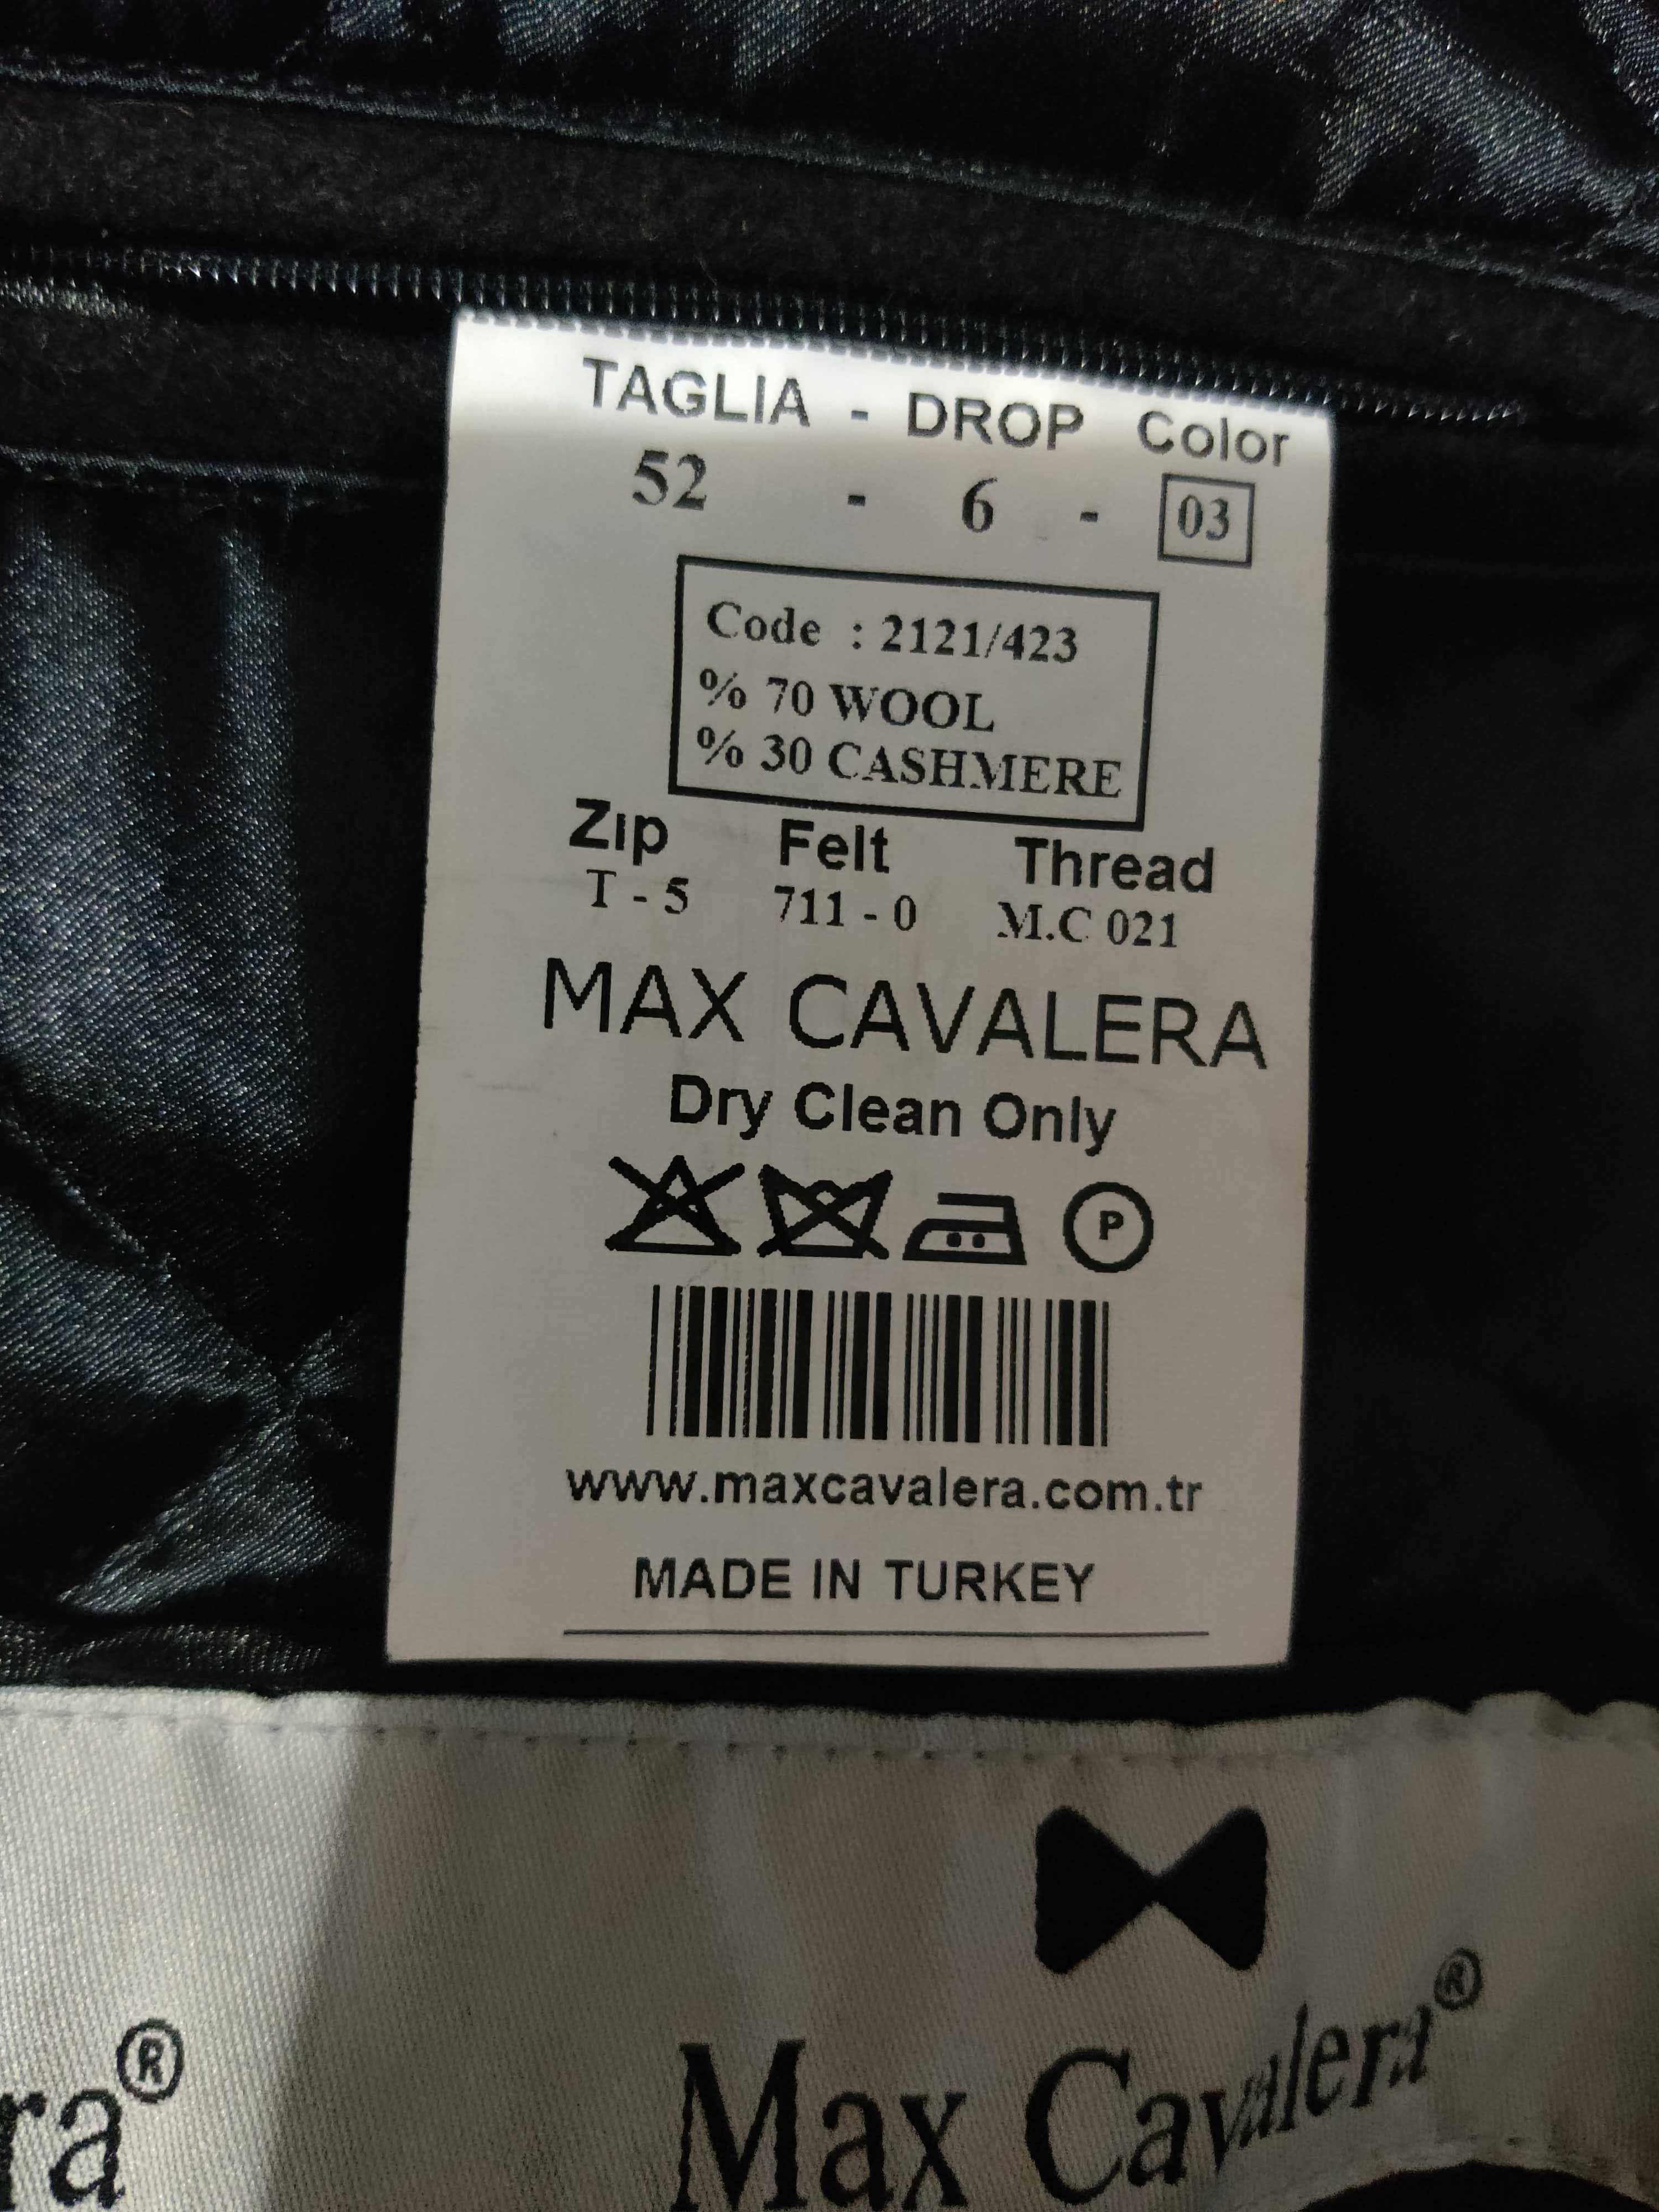 TAGLIA - DROP Color
52 - 6 - 03
Code : 2121/423
% 70 WOOL
% 30 CASHMERE
Zip Felt Thread
T - 5 711 - 0 M.C 021
MAX CAVALERA
Dry Clean Only
P
www.maxcavalera.com.tr
MADE IN TURKEY
ra®
Max Cavalera®